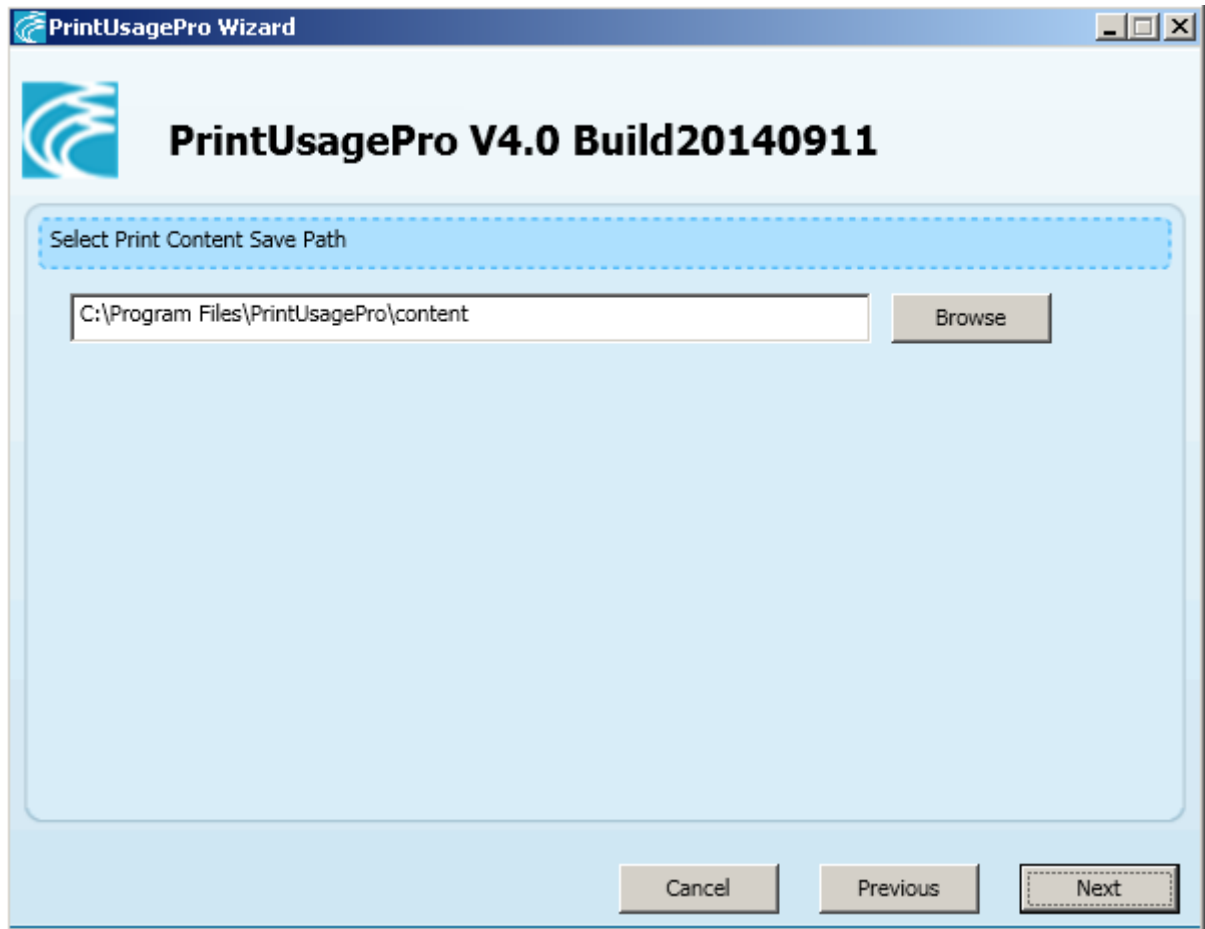 PrintUsagePro Wizard
PrintUsagePro V4.0 Build20140911
Select Print Content Save Path
C:\Program Files\PrintUsagePro\content
Browse
Cancel
Previous
Next